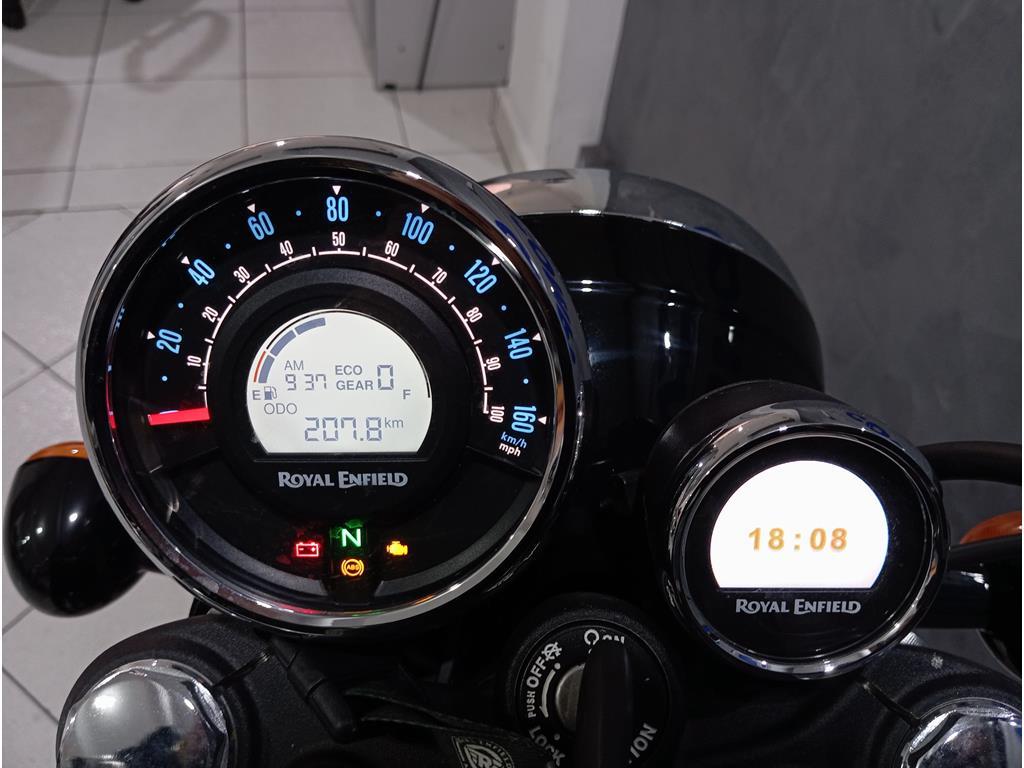 20 40 60 80 100 120 140 160
10 20 30 40 50 60 70 80 90 100
km/h
mph
AM
9 37
ECO
GEAR 0
E F
ODO
207.8 km
ROYAL ENFIELD
N
ABS
18:08
ROYAL ENFIELD
ON
OFF
PUSH
LOCK